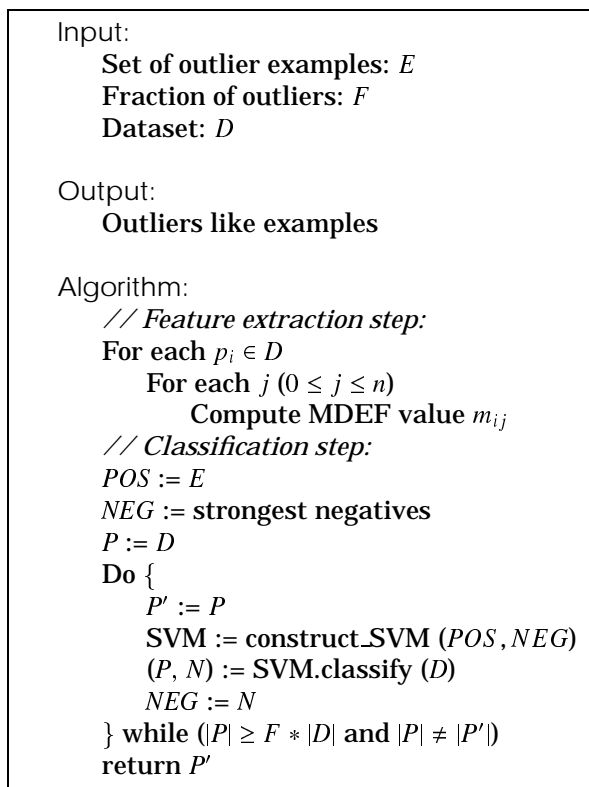 Input:
Set of outlier examples: E
Fraction of outliers: F
Dataset: D
Output:
Outliers like examples
Algorithm:
// Feature extraction step:
For each p_i ∈ D
For each j (0 ≤ j ≤ n)
Compute MDEF value m_ij
// Classification step:
POS := E
NEG := strongest negatives
P := D
Do {
P′ := P
SVM := construct_SVM (POS, NEG)
(P, N) := SVM.classify (D)
NEG := N
} while (|P| ≥ F ∗ |D| and |P| ≠ |P′|)
return P′